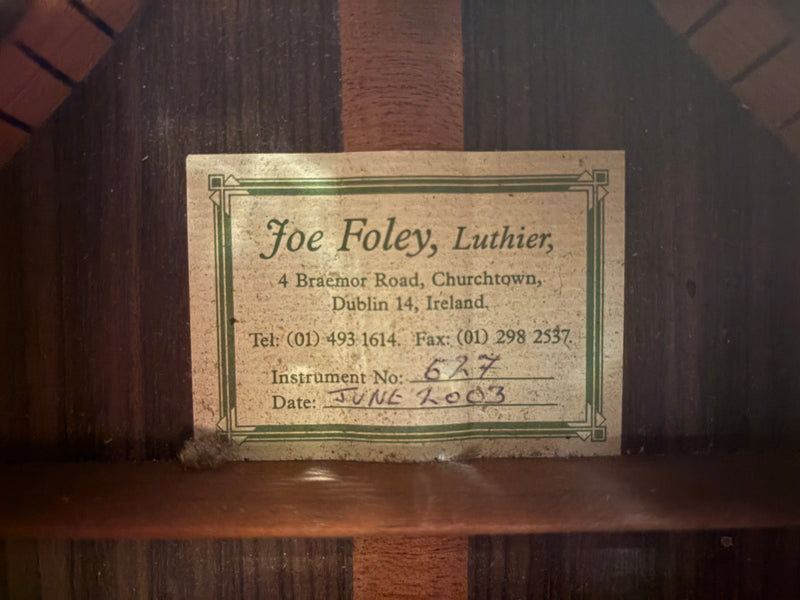 Joe Foley, Luthier,
4 Braemor Road, Churchtown,
Dublin 14, Ireland.
Tel: (01) 493 1614. Fax: (01) 298 2537.
Instrument No: 627
Date: JUNE 2003